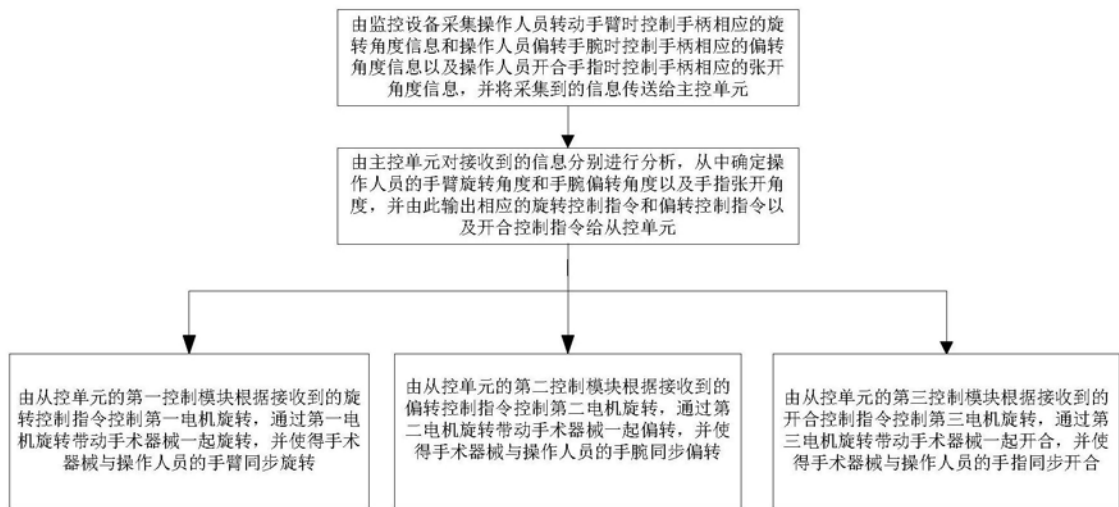 由监控设备采集操作人员转动手臂时控制手柄相应的旋
转角度信息和操作人员偏转手腕时控制手柄相应的偏转
角度信息以及操作人员开合手指时控制手柄相应的张开
角度信息，并将采集到的信息传送给主控单元
由主控单元对接收到的信息分别进行分析，从中确定操
作人员的手臂旋转角度和手腕偏转角度以及手指张开角
度，并由此输出相应的旋转控制指令和偏转控制指令以
及开合控制指令给从控单元
由从控单元的第一控制模块根据接收到的旋
转控制指令控制第一电机旋转，通过第一电
机旋转带动手术器械一起旋转，并使得手术
器械与操作人员的手臂同步旋转
由从控单元的第二控制模块根据接收到的
偏转控制指令控制第二电机旋转，通过第
二电机旋转带动手术器械一起偏转，并使
得手术器械与操作人员的手腕同步偏转
由从控单元的第三控制模块根据接收到的
开合控制指令控制第三电机旋转，通过第
三电机旋转带动手术器械一起开合，并使
得手术器械与操作人员的手指同步开合